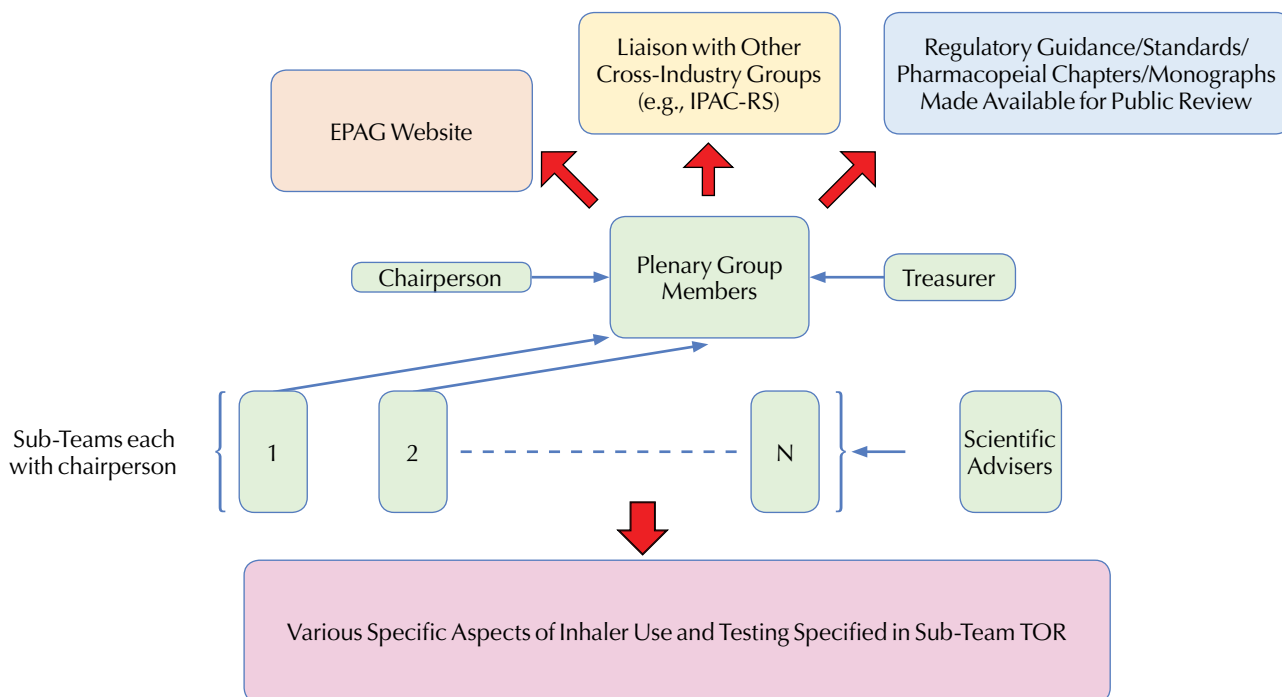 EPAG Website
Liaison with Other
Cross-Industry Groups
(e.g., IPAC-RS)
Regulatory Guidance/Standards/
Pharmacopeial Chapters/Monographs
Made Available for Public Review
Chairperson
Plenary Group
Members
Treasurer
Sub-Teams each
with chairperson
1
2
N
Scientific
Advisers
Various Specific Aspects of Inhaler Use and Testing Specified in Sub-Team TOR